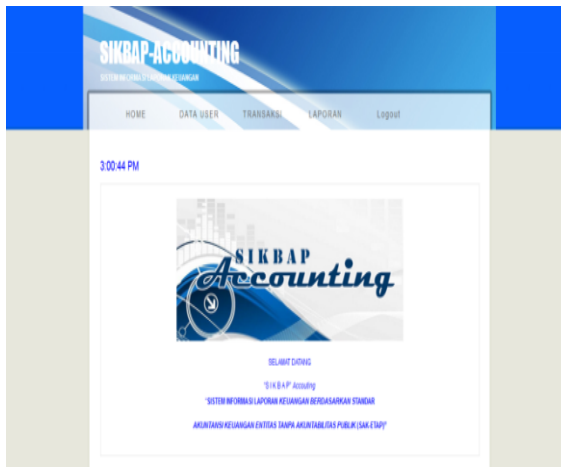 SIKBAP-ACCOUNTING
SISTEM INFORMASI LAPORAN KEUANGAN
HOME DATA USER TRANSAKSI LAPORAN Logout
3:00:44 PM
SIKBAP
Accounting
SELAMAT DATANG
"S I K B A P" Accouting
"SISTEM INFORMASI LAPORAN KEUANGAN BERDASARKAN STANDAR
AKUNTANSI KEUANGAN ENTITAS TANPA AKUNTABILITAS PUBLIK (SAK-ETAP)"